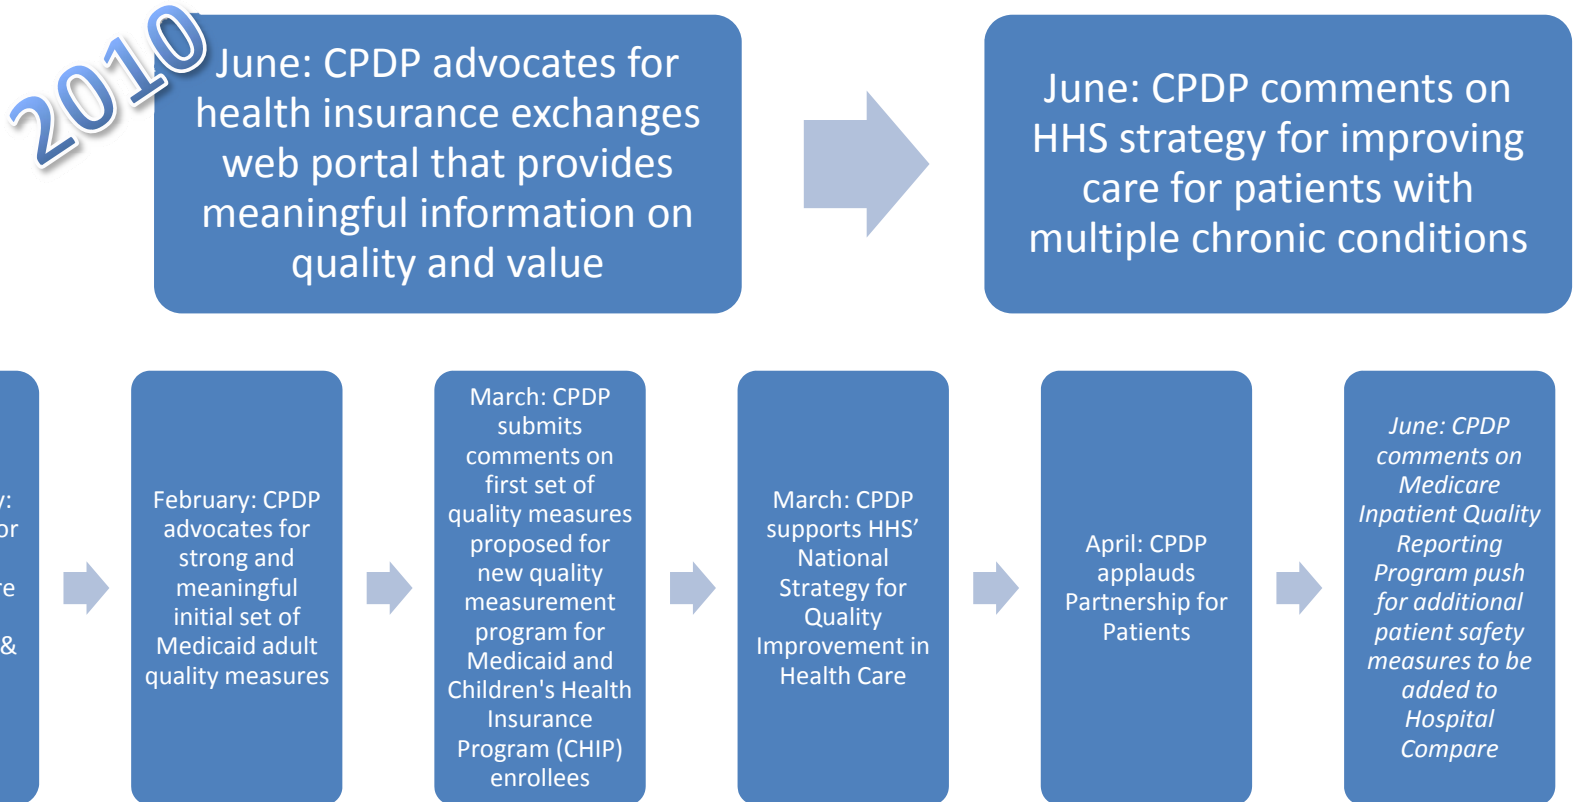 2010
June: CPDP advocates for
health insurance exchanges
web portal that provides
meaningful information on
quality and value
June: CPDP comments on
HHS strategy for improving
care for patients with
multiple chronic conditions
&
February: CPDP
advocates for
strong and
meaningful
initial set of
Medicaid adult
quality measures
March: CPDP
submits
comments on
first set of
quality measures
proposed for
new quality
measurement
program for
Medicaid and
Children's Health
Insurance
Program (CHIP)
enrollees
March: CPDP
supports HHS’
National
Strategy for
Quality
Improvement in
Health Care
April: CPDP
applauds
Partnership for
Patients
June: CPDP
comments on
Medicare
Inpatient Quality
Reporting
Program push
for additional
patient safety
measures to be
added to
Hospital
Compare